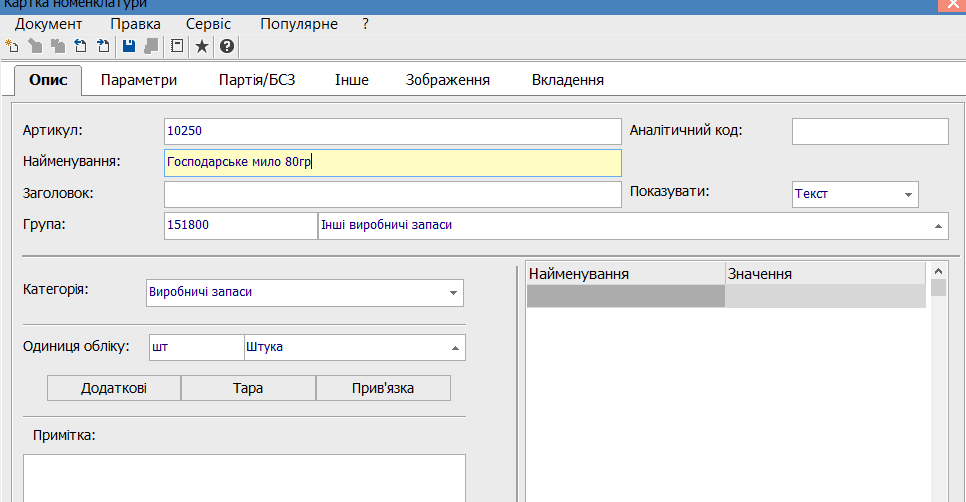 Картка номенклатури
Документ Правка Сервіс Популярне ?
Опис Параметри Партія/БСЗ Інше Зображення Вкладення
Артикул: 10250 Аналітичний код:
Найменування: Господарське мило 80гр
Заголовок: Показувати: Текст
Група: 151800 Інші виробничі запаси
Найменування Значення
Категорія: Виробничі запаси
Одиниця обліку: шт Штука
Додаткові Тара Прив'язка
Примітка: